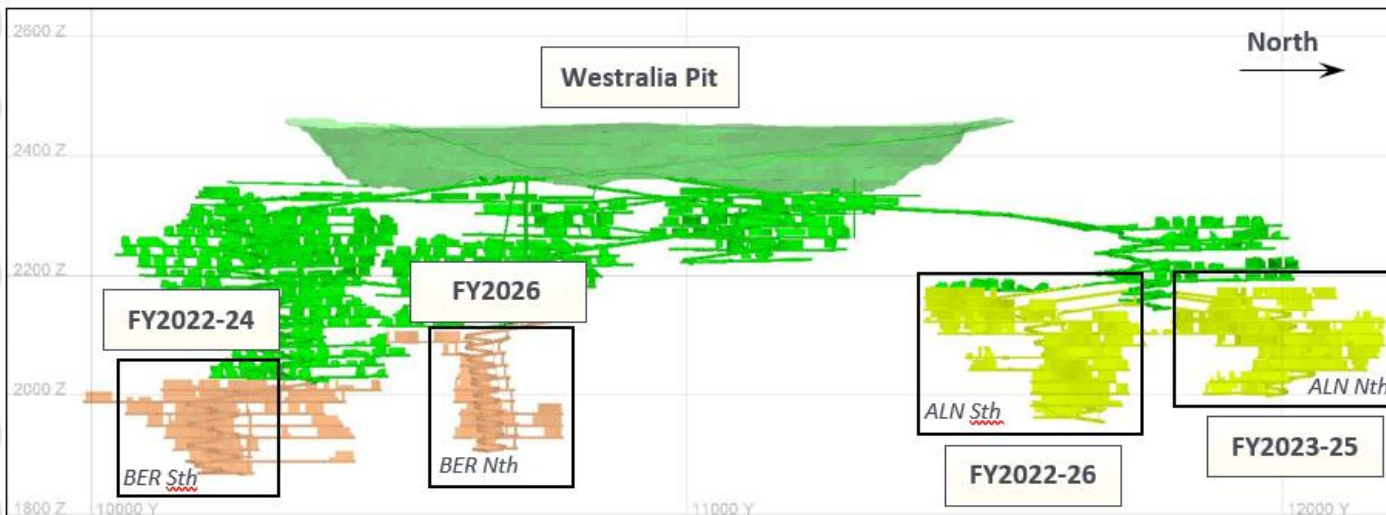 2600 Z
North
Westralia Pit
2400 Z
2200 Z
FY2026
FY2022-24
2000 Z
ALN Nth
ALN Sth
FY2023-25
BER Nth
BER Sth
FY2022-26
1800 Z
10000 Y
11000 Y
12000 Y